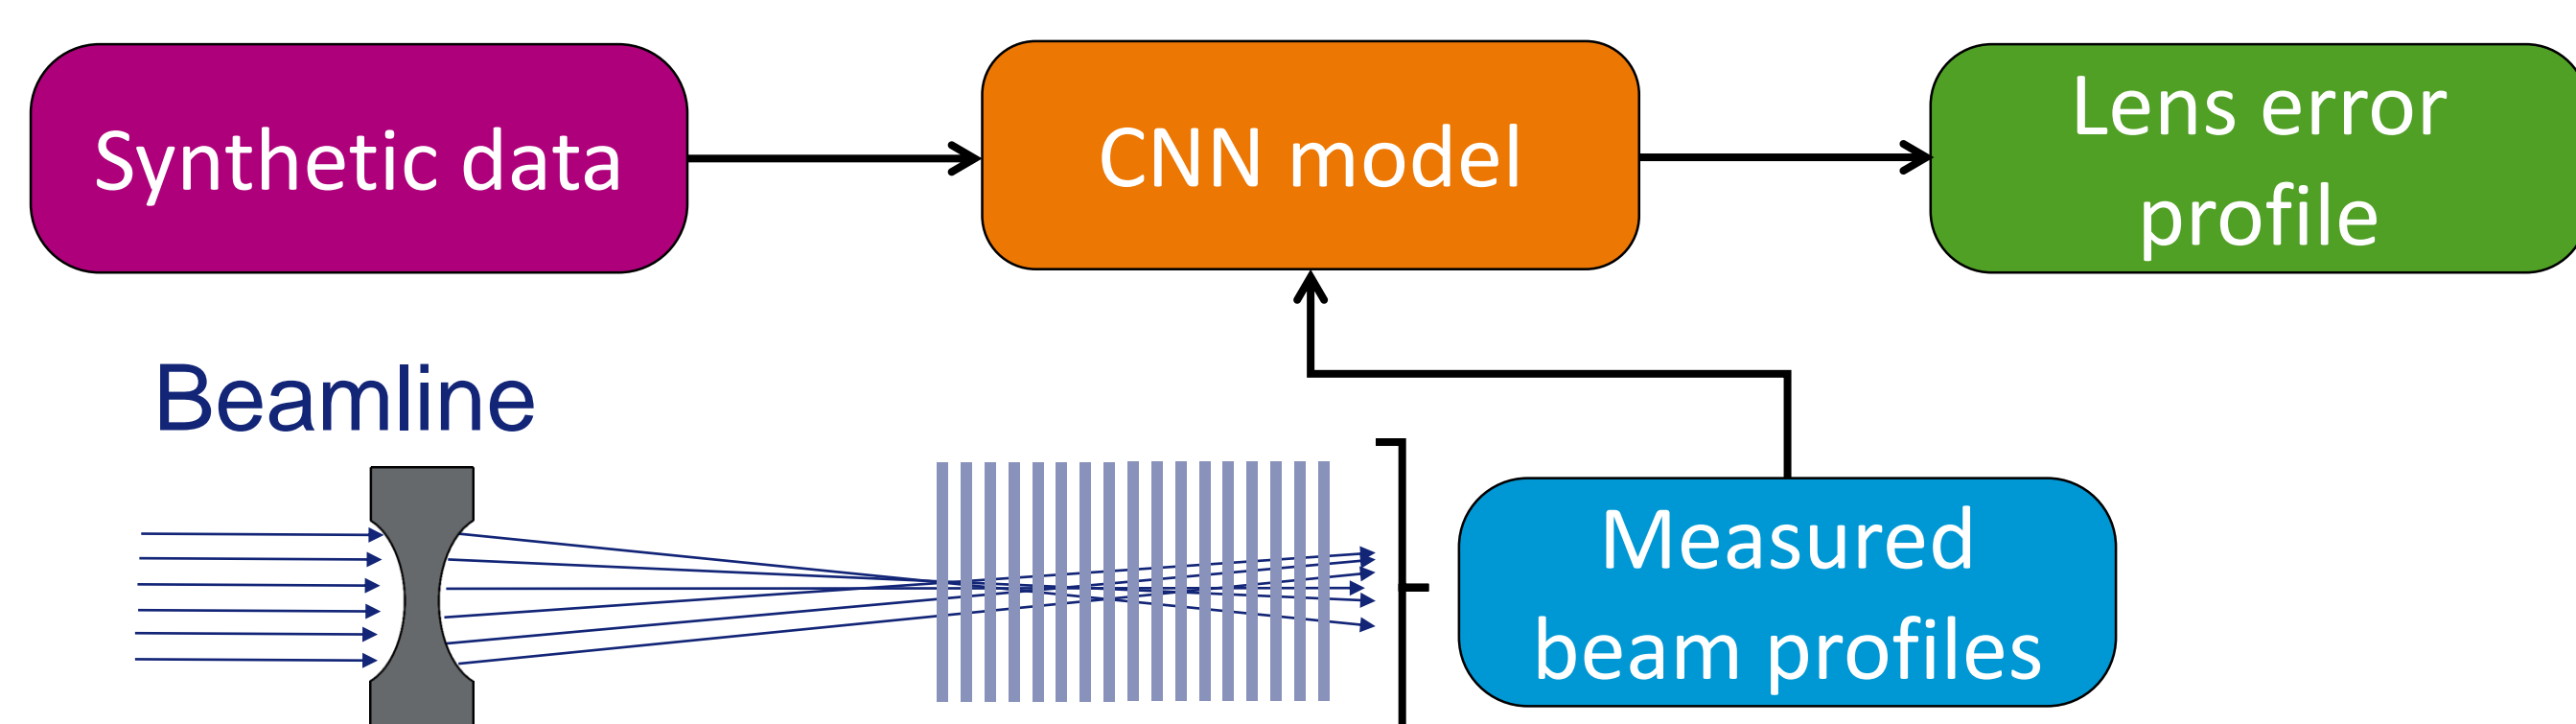 Synthetic data
CNN model
Lens error
profile
Beamline
Measured
beam profiles